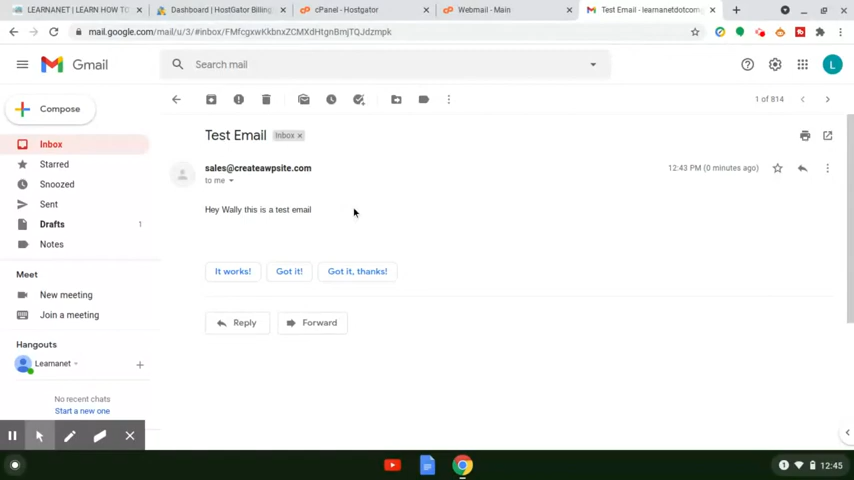 LEARNANET | LEARN HOW TO
Dashboard | HostGator Billing
cPanel - Hostgator
Webmail - Main
Test Email - learnanetdotcom
mail.google.com/mail/u/3/#inbox/FMfcgxwKkbnxZCMXdHtgnBmjTQJdzmpk
Gmail
Search mail
L
Compose
1 of 814
Inbox
Starred
Snoozed
Sent
Drafts 1
Notes
Meet
New meeting
Join a meeting
Hangouts
Learnanet
No recent chats
Start a new one
Test Email Inbox ×
sales@createawpsite.com
12:43 PM (0 minutes ago)
to me
Hey Wally this is a test email
It works!
Got it!
Got it, thanks!
Reply
Forward
1
12:45